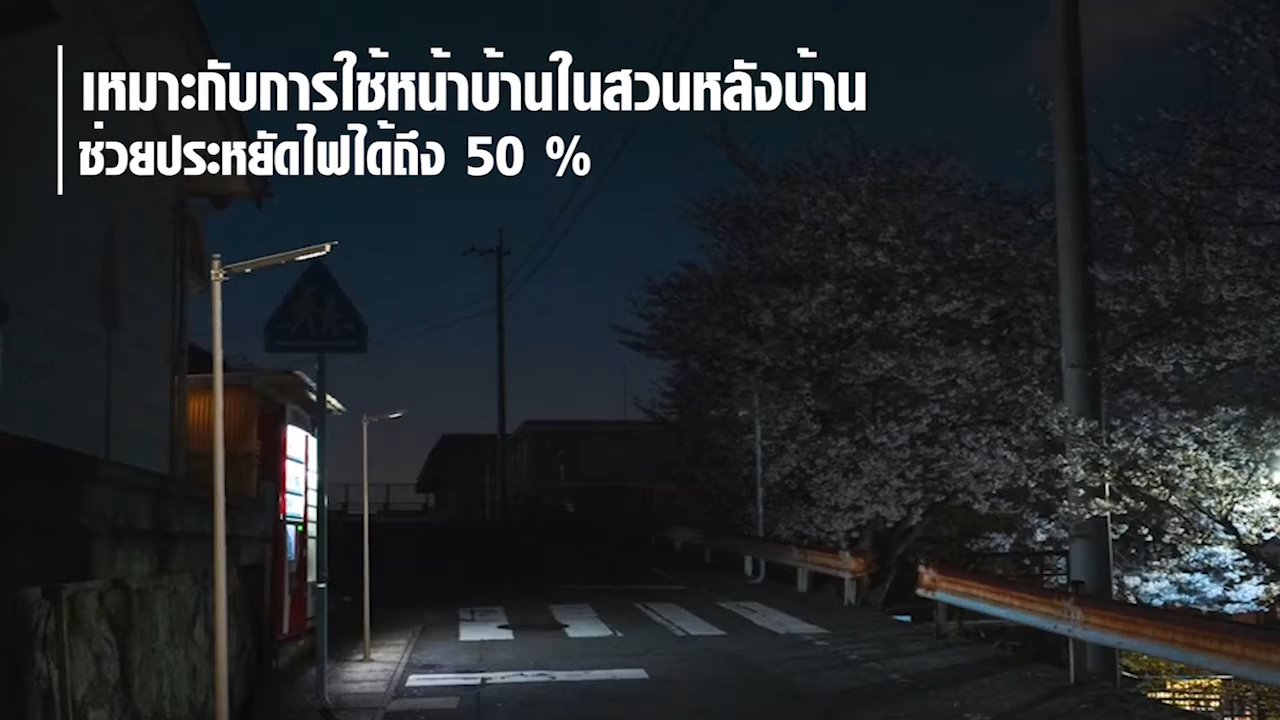 เหมาะกับการใช้หน้าบ้านในสวนหลังบ้าน
ช่วยประหยัดไฟได้ถึง 50 %